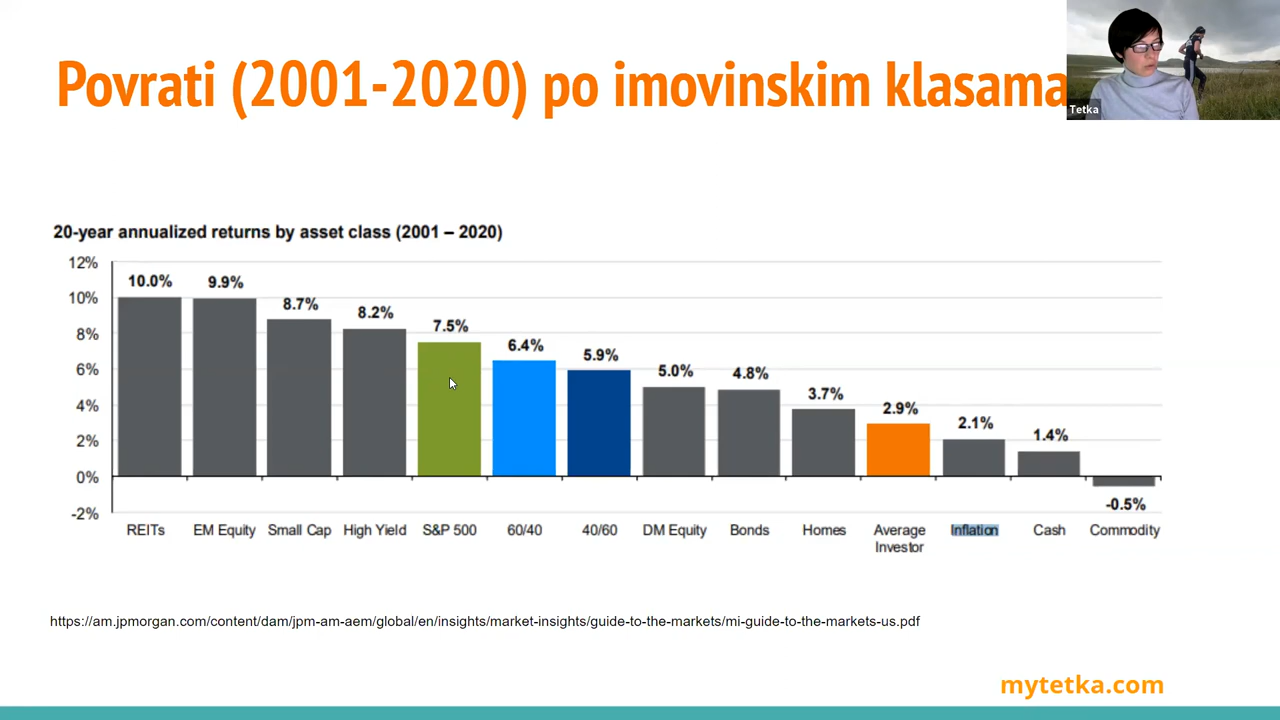 Povrati (2001-2020) po imovinskim klasama
Tetka
20-year annualized returns by asset class (2001 – 2020)
12%
10%
8%
6%
4%
2%
0%
-2%
10.0%
9.9%
8.7%
8.2%
7.5%
6.4%
5.9%
5.0%
4.8%
3.7%
2.9%
2.1%
1.4%
-0.5%
REITs
EM Equity
Small Cap
High Yield
S&P 500
60/40
40/60
DM Equity
Bonds
Homes
Average
Investor
Inflation
Cash
Commodity
https://am.jpmorgan.com/content/dam/jpm-am-aem/global/en/insights/market-insights/guide-to-the-markets/mi-guide-to-the-markets-us.pdf
mytetka.com